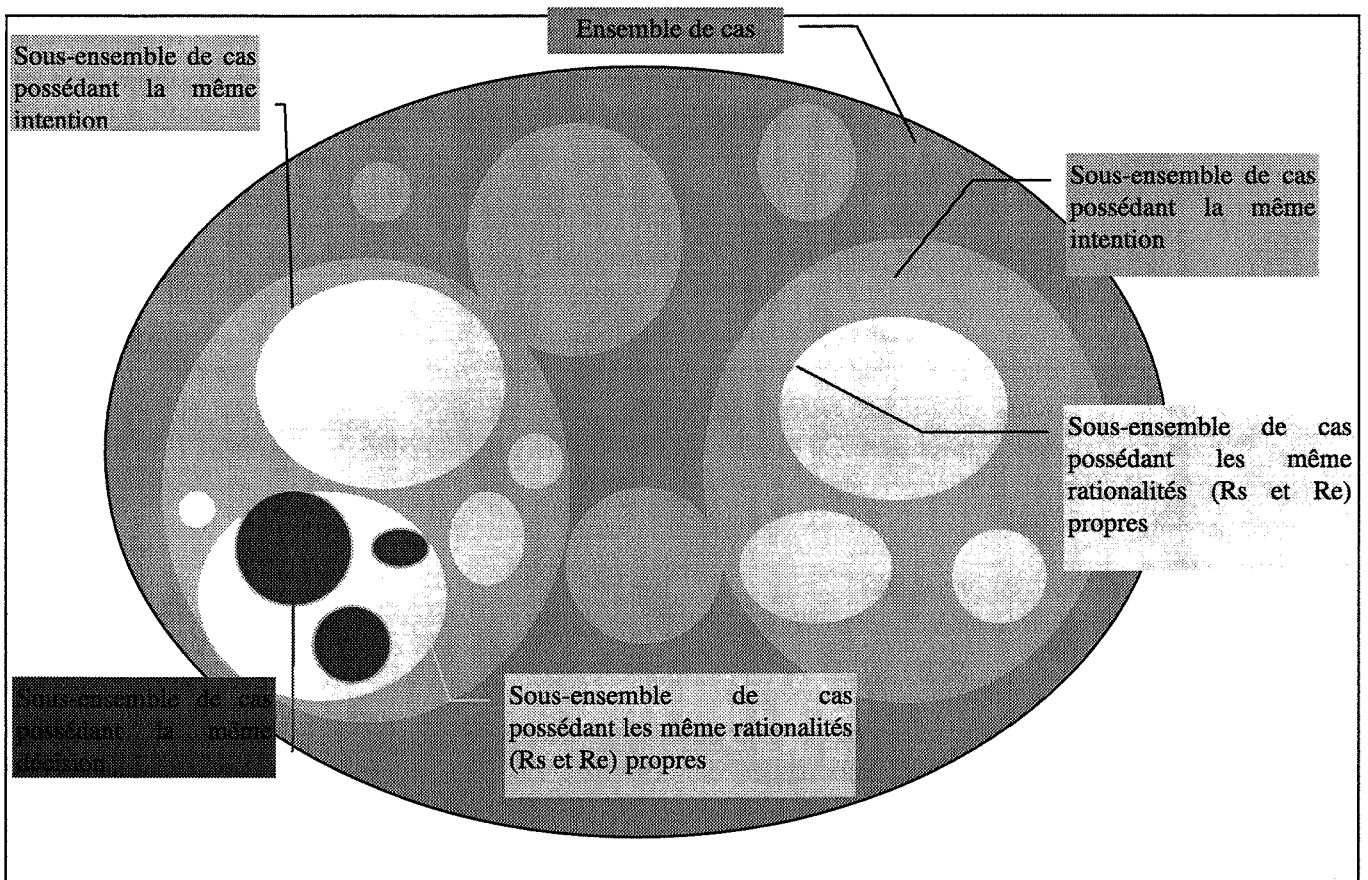 Ensemble de cas
Sous-ensemble de cas
possédant la même
intention
Sous-ensemble de cas
possédant la même
intention
Sous-ensemble de cas
possédant les même
rationalités (Rs et Re)
propres
Sous-ensemble de cas
possédant la même
décision
Sous-ensemble de cas
possédant les même rationalités
(Rs et Re) propres